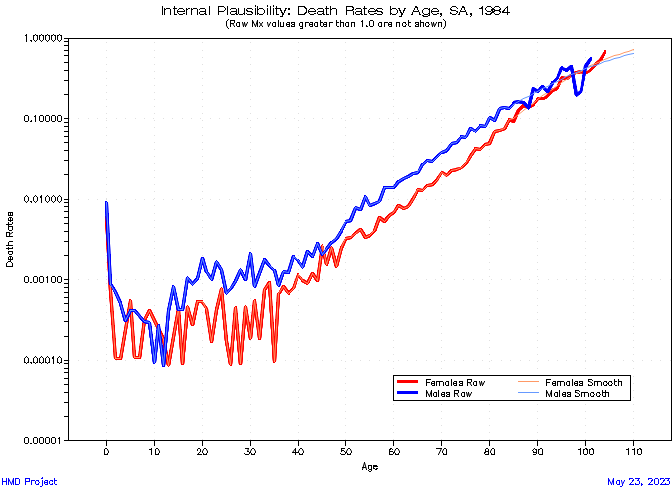 Internal Plausibility: Death Rates by Age, SA, 1984
(Raw Mx values greater than 1.0 are not shown)
1.00000
0.10000
0.01000
0.00100
0.00010
0.00001
Death Rates
0 10 20 30 40 50 60 70 80 90 100 110
Age
Females Raw Females Smooth
Males Raw Males Smooth
HMD Project May 23, 2023